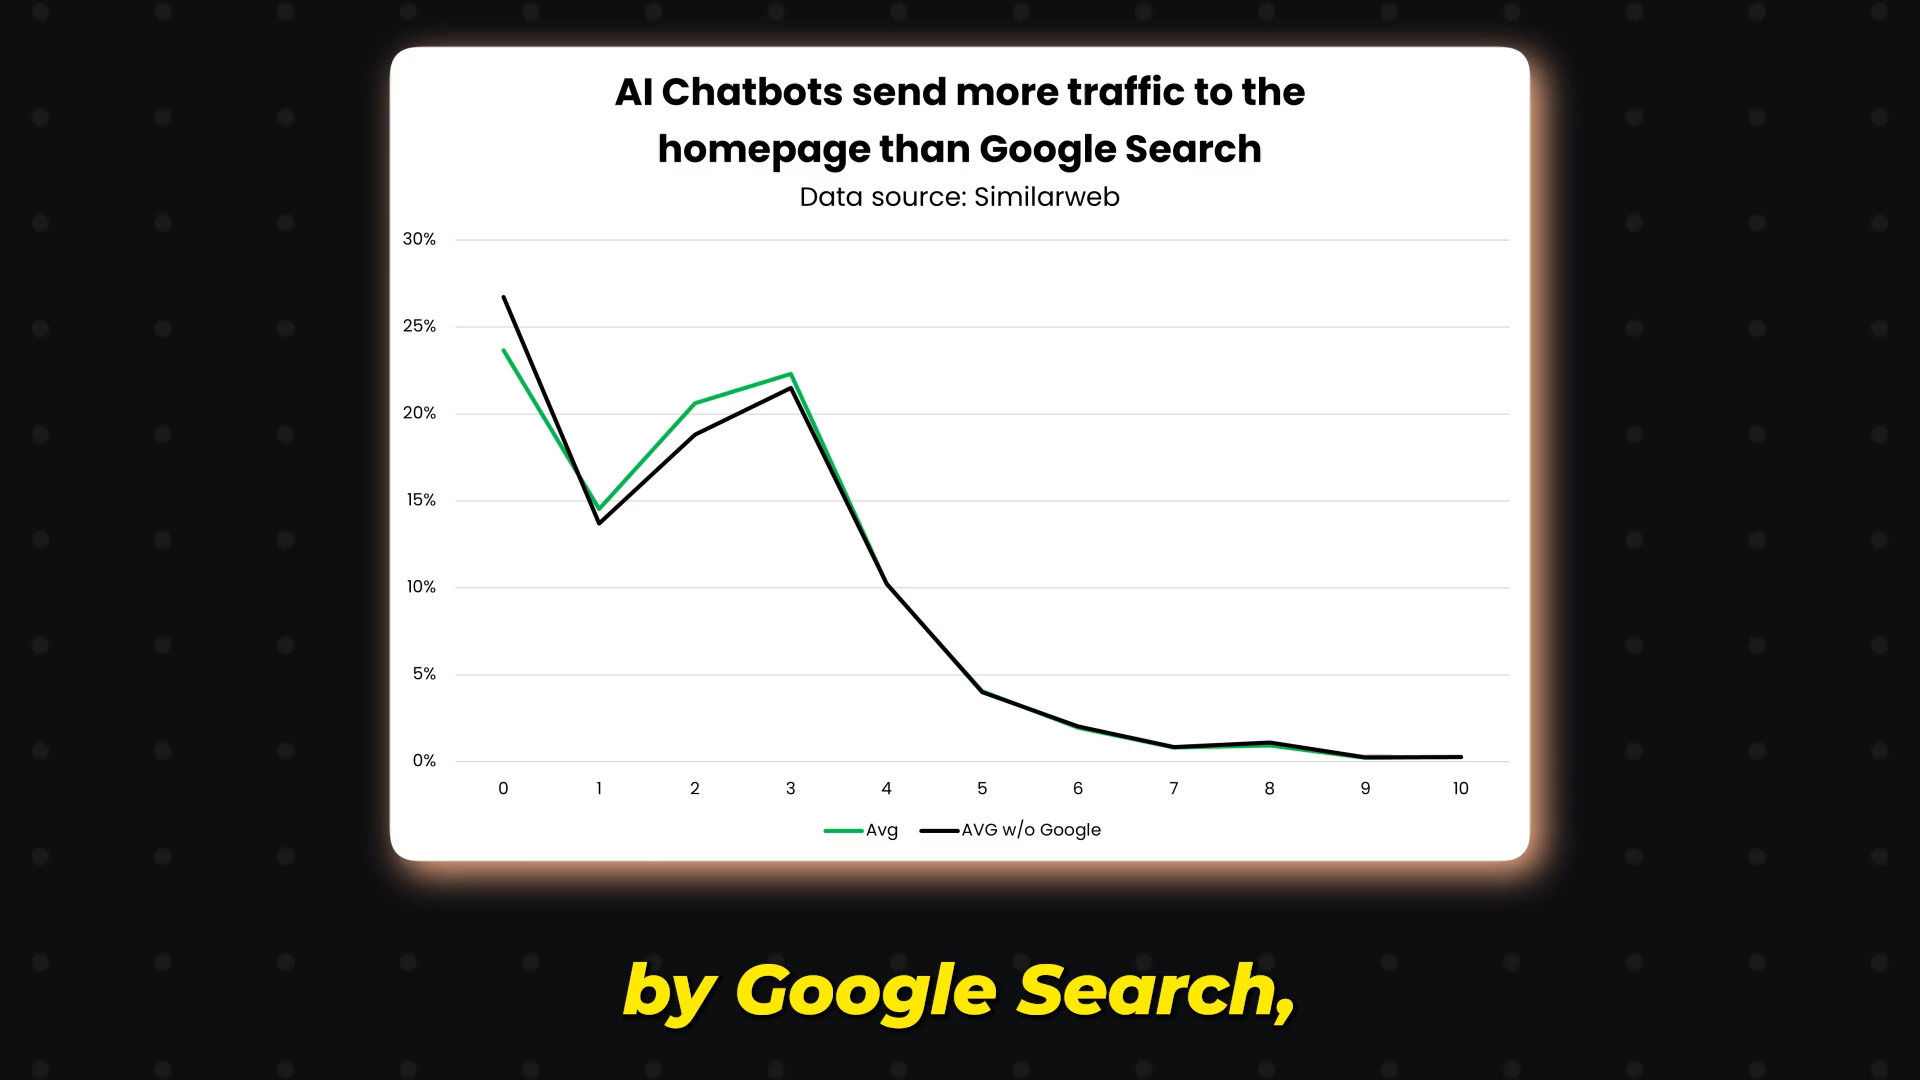 AI Chatbots send more traffic to the
homepage than Google Search
Data source: Similarweb
30%
25%
20%
15%
10%
5%
0%
0 1 2 3 4 5 6 7 8 9 10
Avg AVG w/o Google
by Google Search,